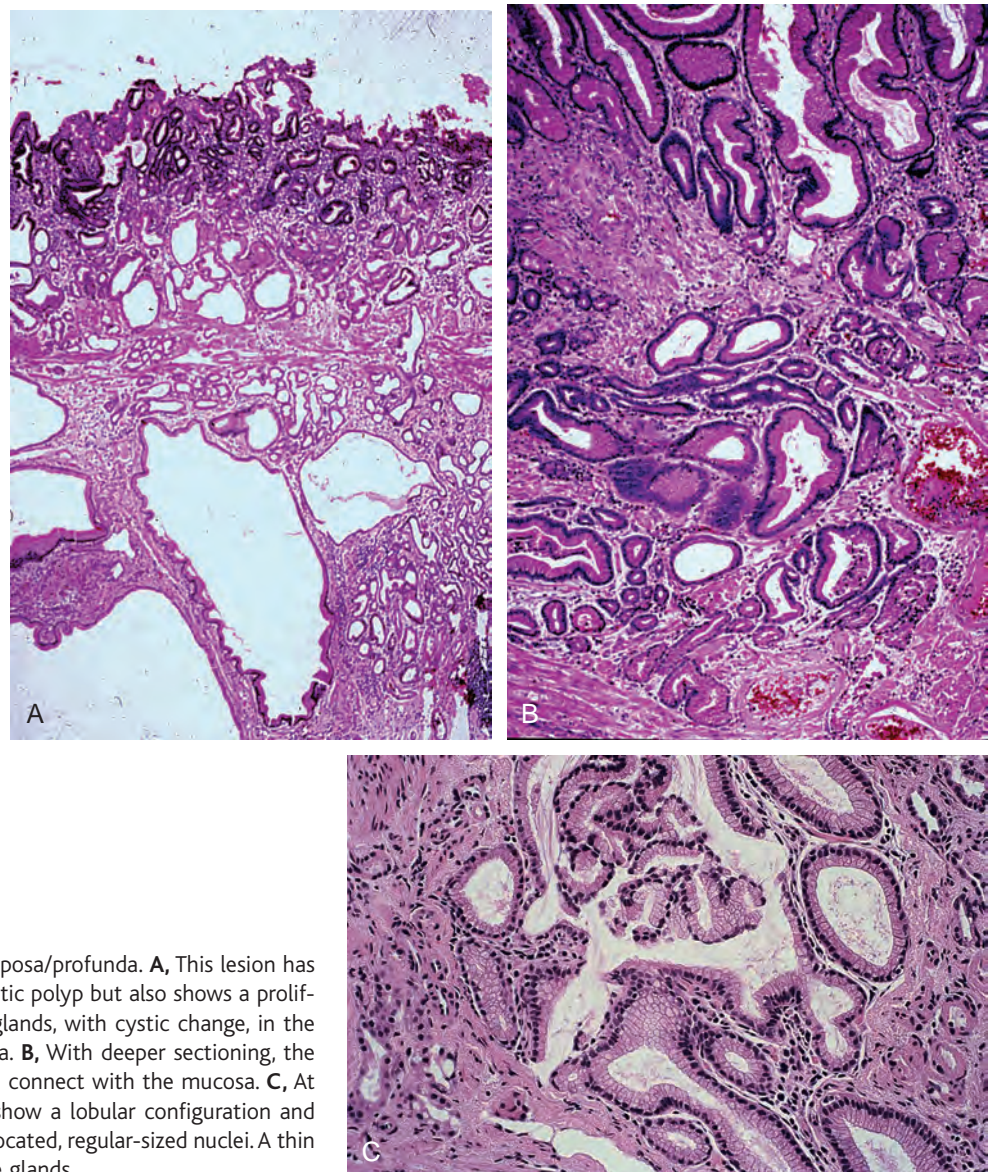 A
B
C
posa/profunda. A, This lesion has
tic polyp but also shows a prolif-
glands, with cystic change, in the
a. B, With deeper sectioning, the
connect with the mucosa. C, At
show a lobular configuration and
ocated, regular-sized nuclei. A thin
glands.